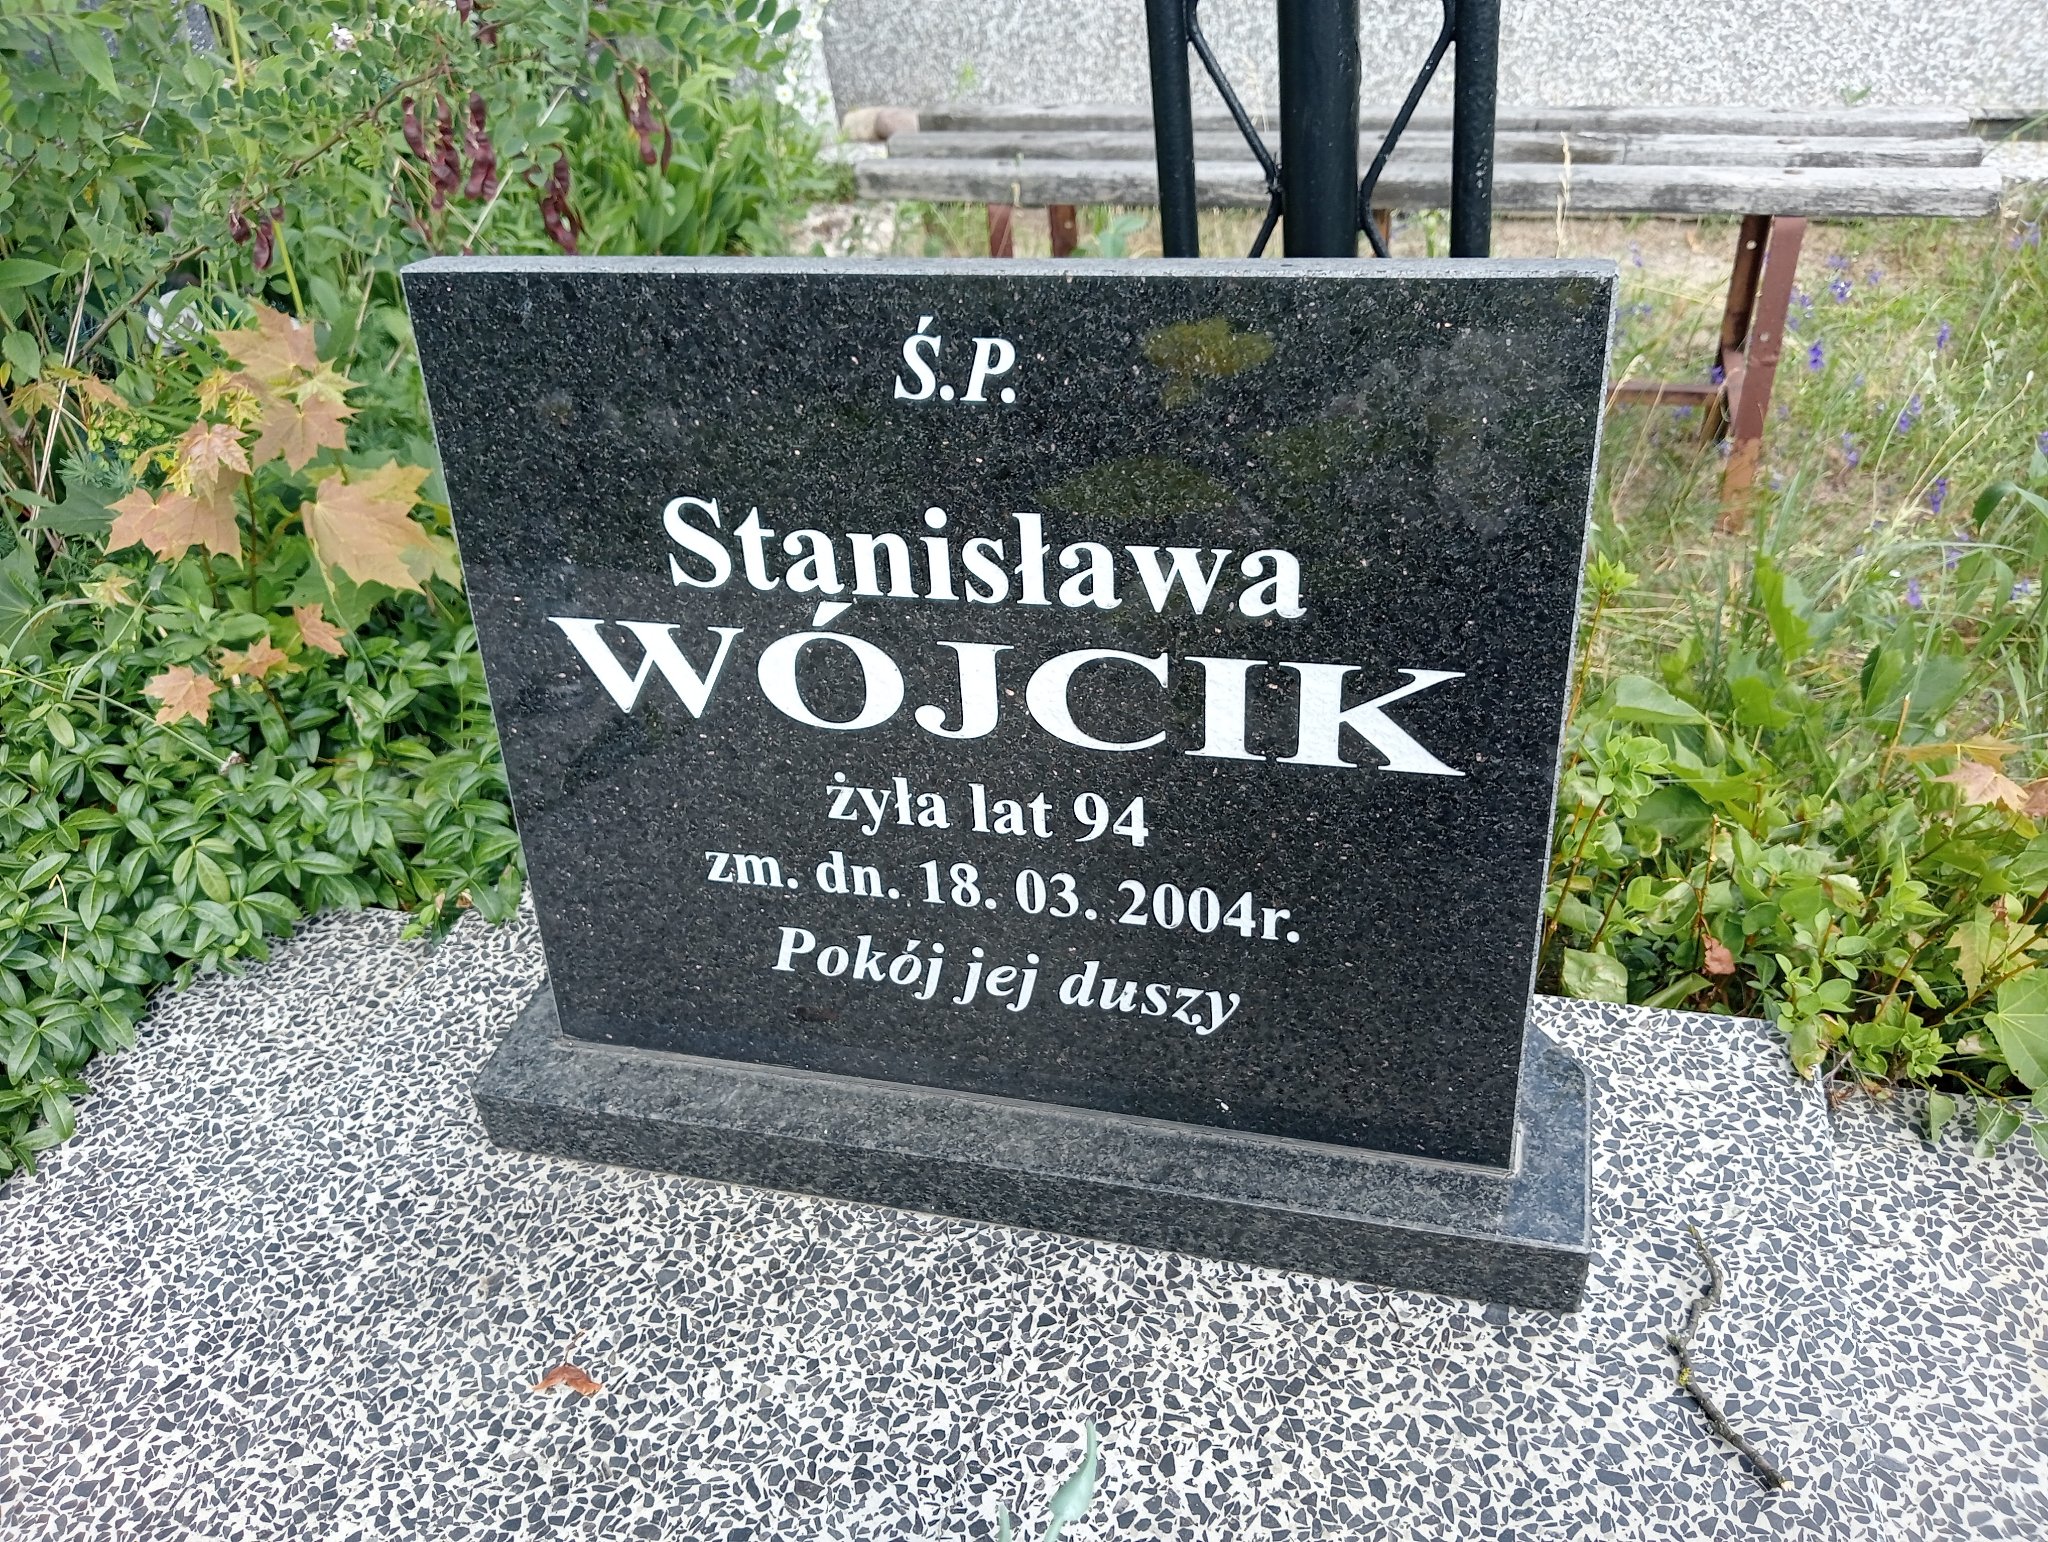 Ś.P.
Stanisława
WÓJCIK
żyła lat 94
zm. dn. 18. 03. 2004r.
Pokój jej duszy